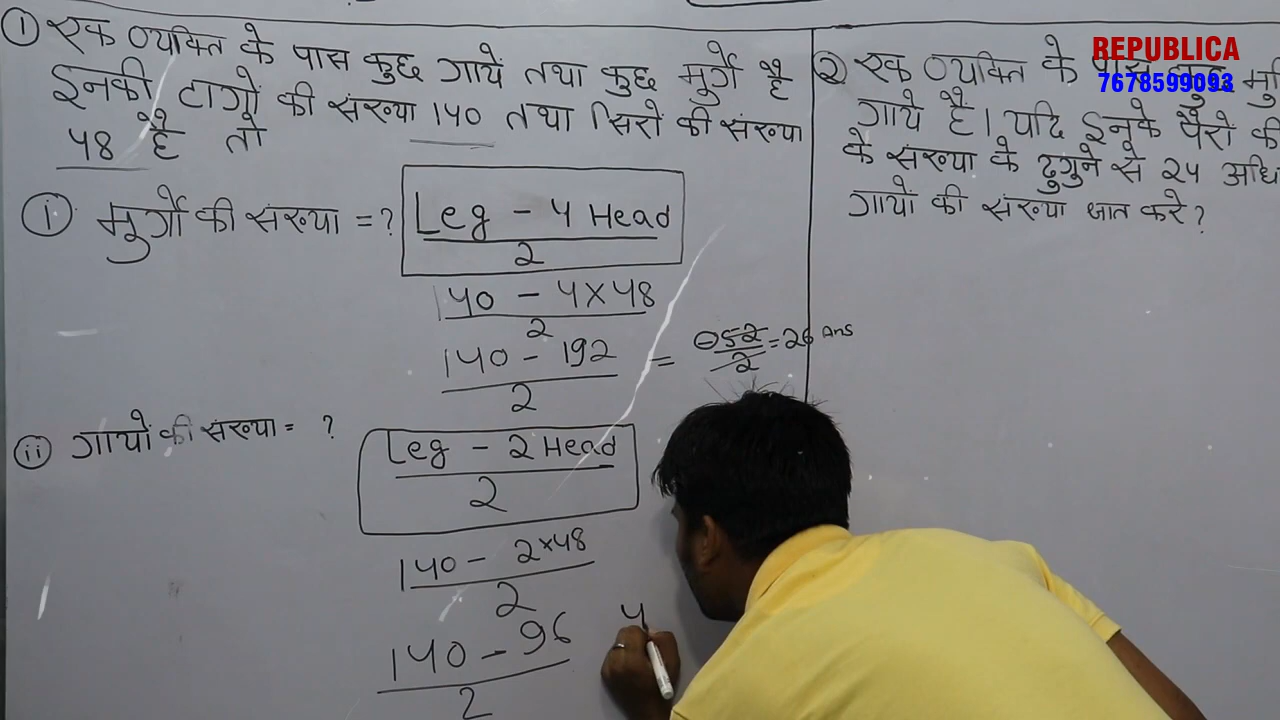 ① एक व्यक्ति के पास कुछ गाये तथा कुछ मुर्गे है
इनकी टागों की संख्या 140 तथा सिरों की संख्या
48 है तो
ⓘ मुर्गों की संख्या = ?
Leg - 4 Head
2
140 - 4×48
2
140 - 192
2
= ⊖52
2
= 26 Ans
ⓘⓘ गायों की संख्या = ?
Leg - 2 Head
2
140 - 2×48
2
140 - 96
2
4
② एक व्यक्ति के पास कुछ
गाये है। यदि इनके पैरों की
के संख्या के दुगुने से 24
गायों की संख्या ज्ञात करे?
REPUBLICA
7678599093